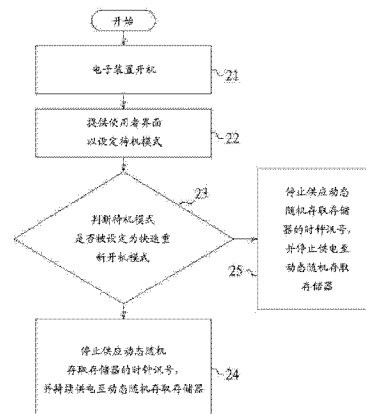 开始
电子装置开机
21
提供使用者界面
以设定待机模式
22
23
判断待机模式
是否被设定为快速重
新开机模式
停止供应动态
随机存取存储
器的时钟讯号,
并停止供电至
动态随机存取
存储器
25
停止供应动态随机
存取存储器的时钟讯号,
并持续供电至动态随机存取存储器
24